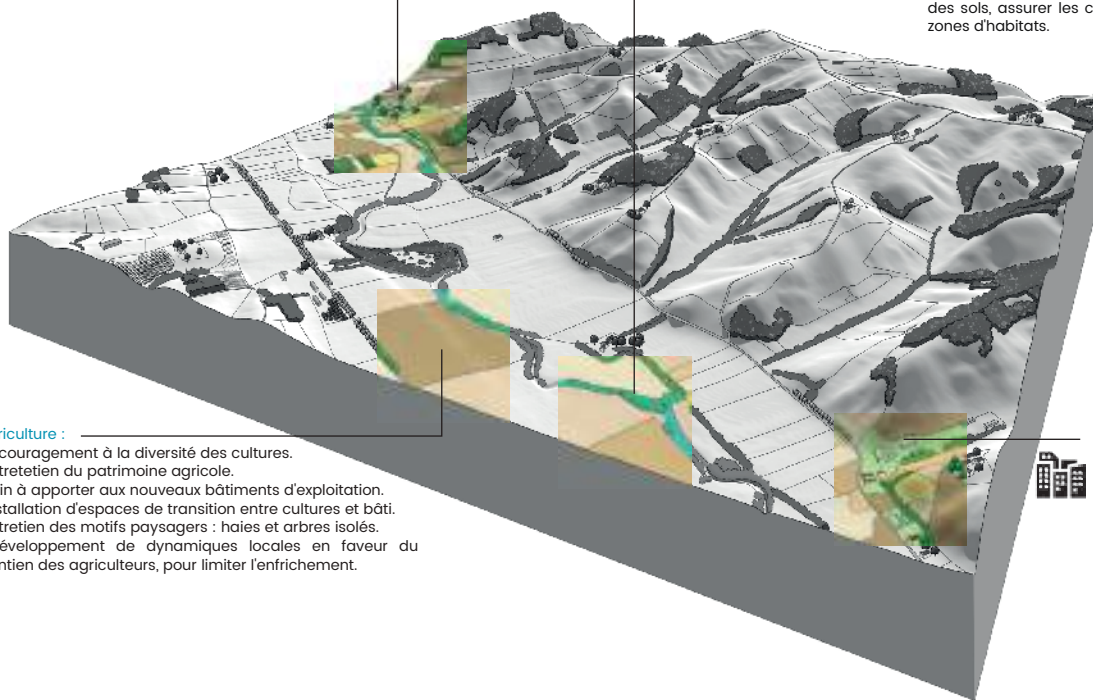 des sols, assurer les c
zones d'habitats.
riculture :
couragement à la diversité des cultures.
tretetien du patrimoine agricole.
in à apporter aux nouveaux bâtiments d'exploitation.
stallation d'espaces de transition entre cultures et bâti.
tretien des motifs paysagers : haies et arbres isolés.
éveloppement de dynamiques locales en faveur du
ntien des agriculteurs, pour limiter l'enfrichement.